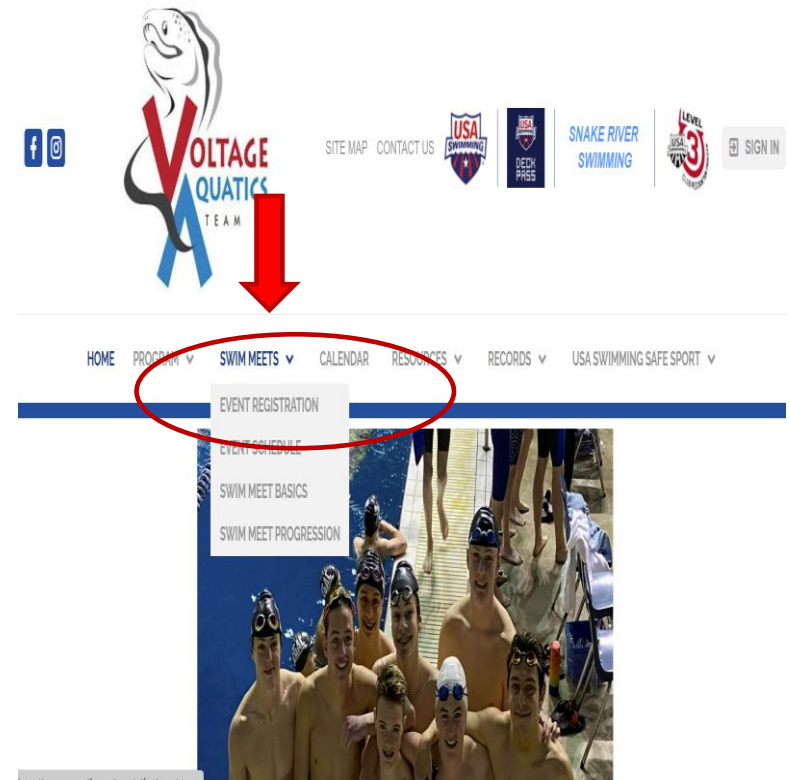 VOLTAGE
AQUATICS
TEAM
SITE MAP CONTACT US
USA
SWIMMING
USA
DECK
PASS
SNAKE RIVER
SWIMMING
LEVEL
USA
3
SIGN IN
HOME PROGRAM SWIM MEETS CALENDAR RESOURCES RECORDS USA SWIMMING SAFE SPORT
EVENT REGISTRATION
EVENT SCHEDULE
SWIM MEET BASICS
SWIM MEET PROGRESSION